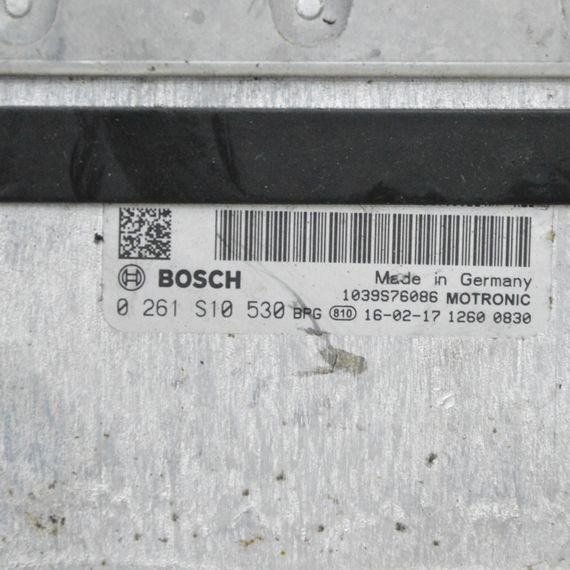 BOSCH
Made in Germany
1039S76086 MOTRONIC
0 261 S10 530 BPG 810 16-02-17 1260 0830